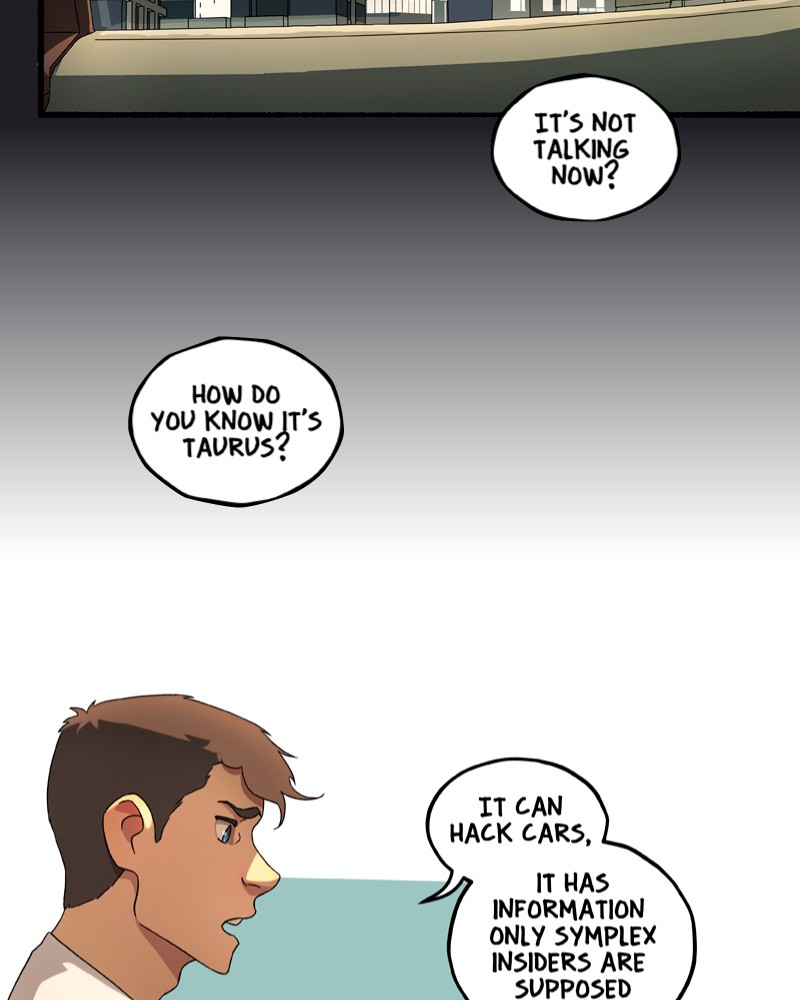 IT'S NOT
TALKING
NOW?
HOW DO
YOU KNOW IT'S
TAURUS?
IT CAN
HACK CARS,
IT HAS
INFORMATION
ONLY SYMPLEX
INSIDERS ARE
SUPPOSED